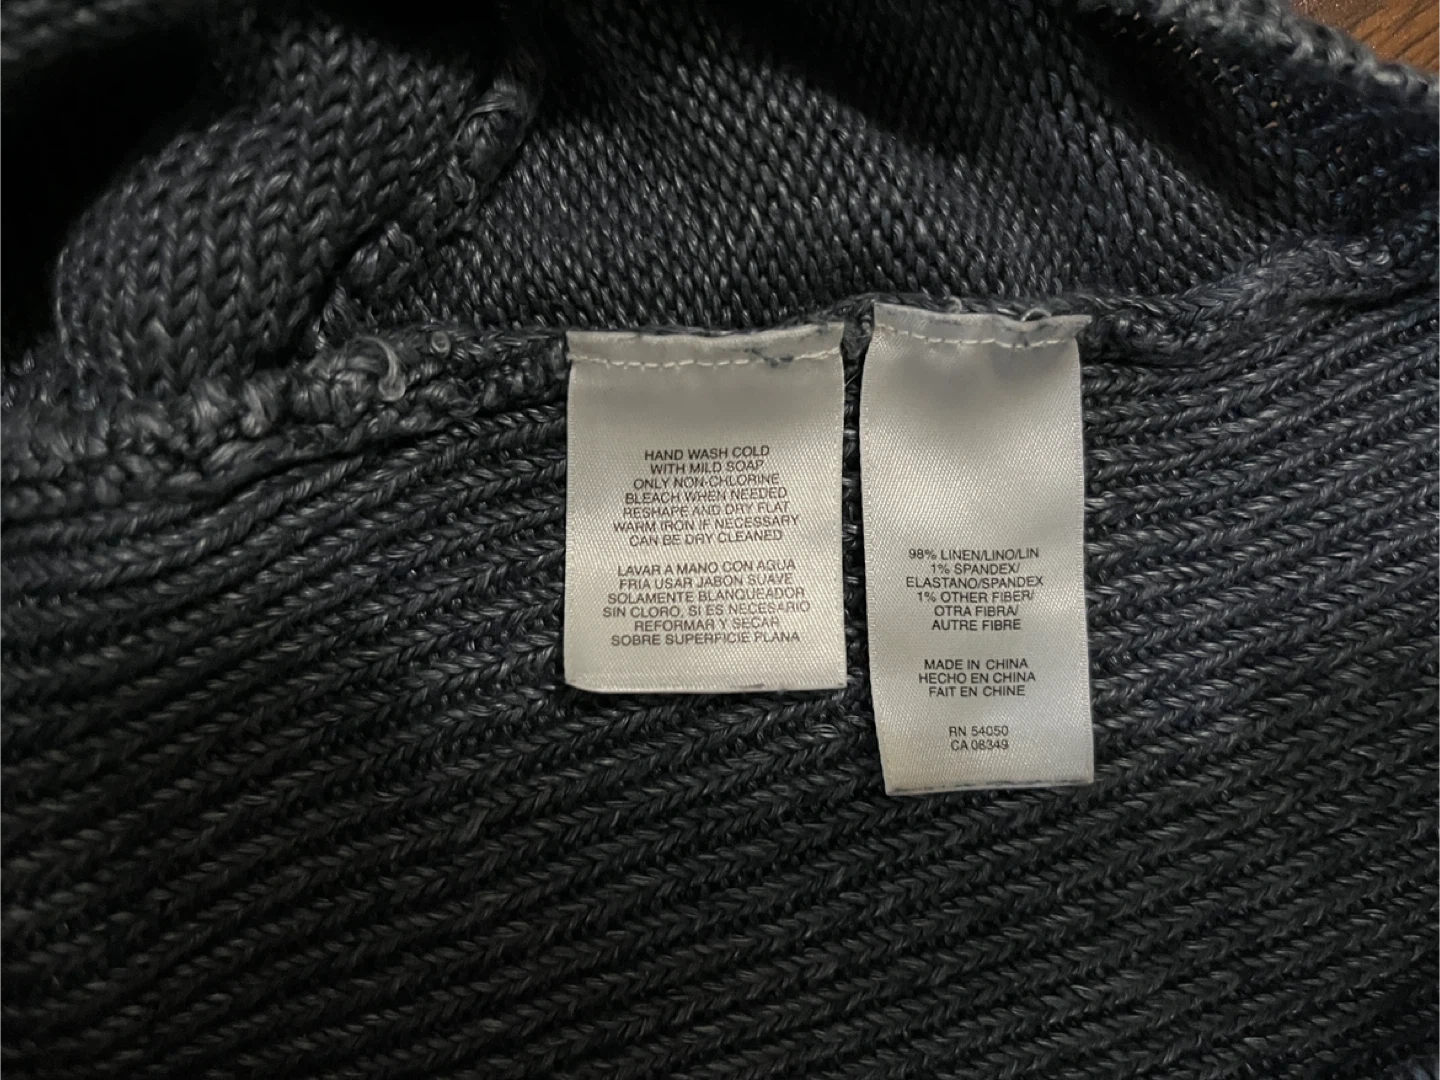 HAND WASH COLD
WITH MILD SOAP
ONLY NON-CHLORINE
BLEACH WHEN NEEDED
RESHAPE AND DRY FLAT
WARM IRON IF NECESSARY
CAN BE DRY CLEANED
LAVAR A MANO CON AGUA
FRIA USAR JABON SUAVE
SOLAMENTE BLANQUEADOR
SIN CLORO, SI ES NECESARIO
REFORMAR Y SECAR
SOBRE SUPERFICIE PLANA
98% LINEN/LINO/LIN
1% SPANDEX/
ELASTANO/SPANDEX
1% OTHER FIBER/
OTRA FIBRA/
AUTRE FIBRE
MADE IN CHINA
HECHO EN CHINA
FAIT EN CHINE
RN 54050
CA 08349